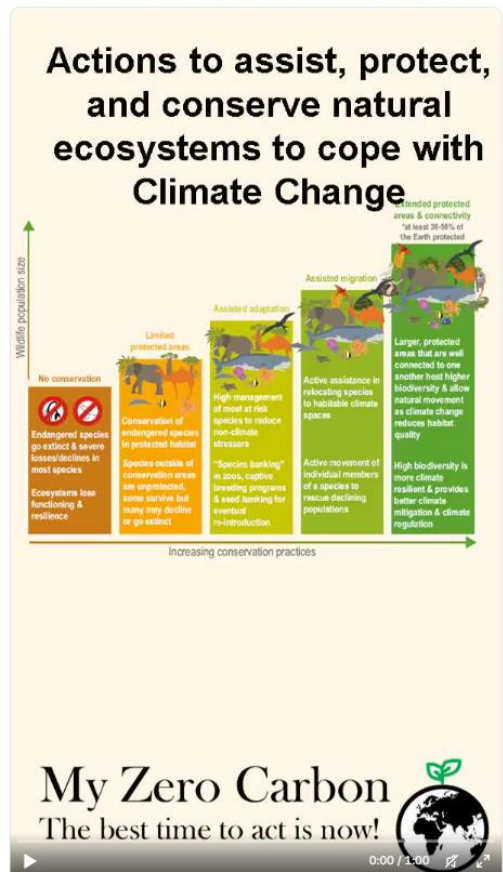 Actions to assist, protect,
and conserve natural
ecosystems to cope with
Climate Change
Extended protected
areas & connectivity
*at least 30-50% of
the Earth protected
Assisted migration
Assisted adaptation
Limited
protected areas
No conservation
Wildlife population size
Endangered species
go extinct & severe
losses/declines in
most species
Ecosystems lose
functioning &
resilience
Conservation of
endangered species
in protected habitat
Species outside of
conservation areas
are unprotected,
some survive but
many may decline
or go extinct
High management
of most at risk
species to reduce
non-climate
stressors
"Species banking"
in zoos, captive
breeding programs
& seed banking for
eventual
re-introduction
Active assistance in
relocating species
to habitable climate
spaces
Active movement of
individual members
of a species to
rescue declining
populations
Larger, protected
areas that are well
connected to one
another host higher
biodiversity & allow
natural movement
as climate change
reduces habitat
quality
High biodiversity is
more climate
resilient & provides
better climate
mitigation & climate
regulation
Increasing conservation practices
My Zero Carbon
The best time to act is now!
0:00 / 1:00